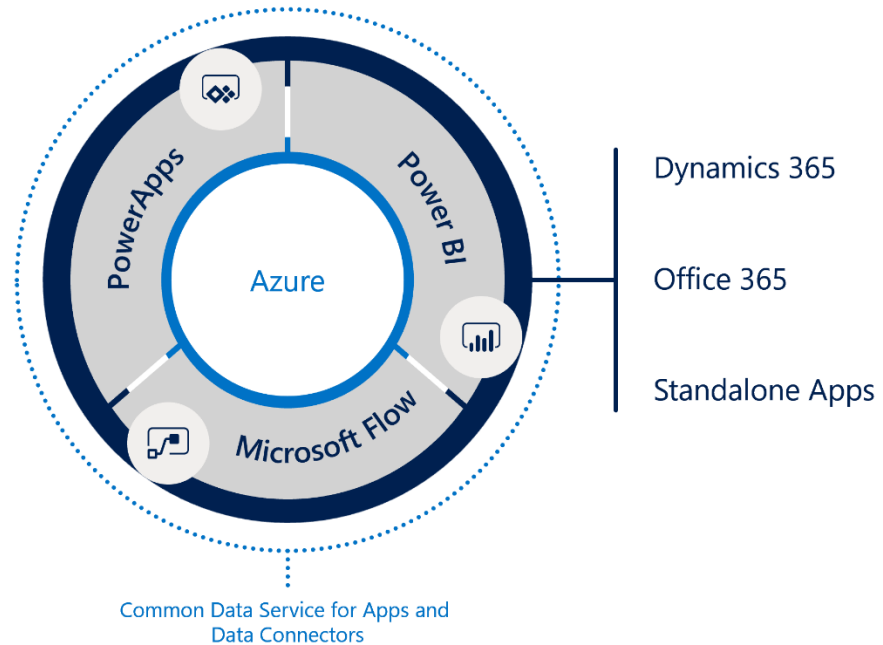 PowerApps
Power BI
Azure
Microsoft Flow
Dynamics 365
Office 365
Standalone Apps
Common Data Service for Apps and
Data Connectors